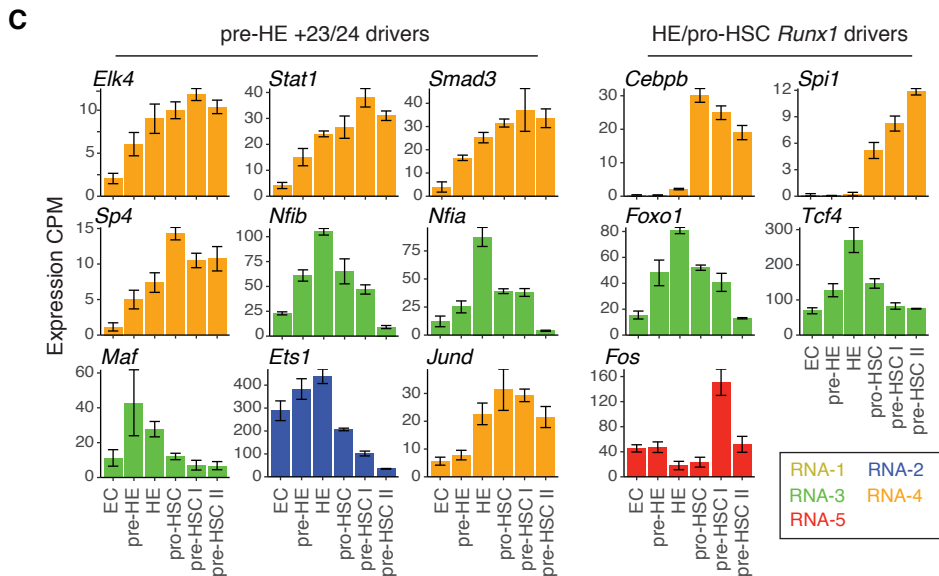 C
pre-HE +23/24 drivers
HE/pro-HSC Runx1 drivers
Expression CPM
Elk4
10
5
0
Stat1
40
30
20
10
0
Smad3
40
30
20
10
0
Cebpb
30
20
10
0
Spi1
12
9
6
3
0
Sp4
15
10
5
0
Nfib
100
75
50
25
0
Nfia
75
50
25
0
Foxo1
80
60
40
20
0
Tcf4
300
200
100
0
EC
pre-HE
HE
pro-HSC
pre-HSC I
pre-HSC II
Maf
60
40
20
0
EC
pre-HE
HE
pro-HSC
pre-HSCI
pre-HSC II
Ets1
400
300
200
100
0
EC
pre-HE
HE
pro-HSC
pre-HSC I
pre-HSC II
Jund
40
30
20
10
0
EC
pre-HE
HE
pro-HSC
pre-HSC I
pre-HSC II
Fos
160
120
80
40
0
EC
pre-HE
HE
pro-HSC
pre-HSC I
pre-HSC II
RNA-1 RNA-2
RNA-3 RNA-4
RNA-5